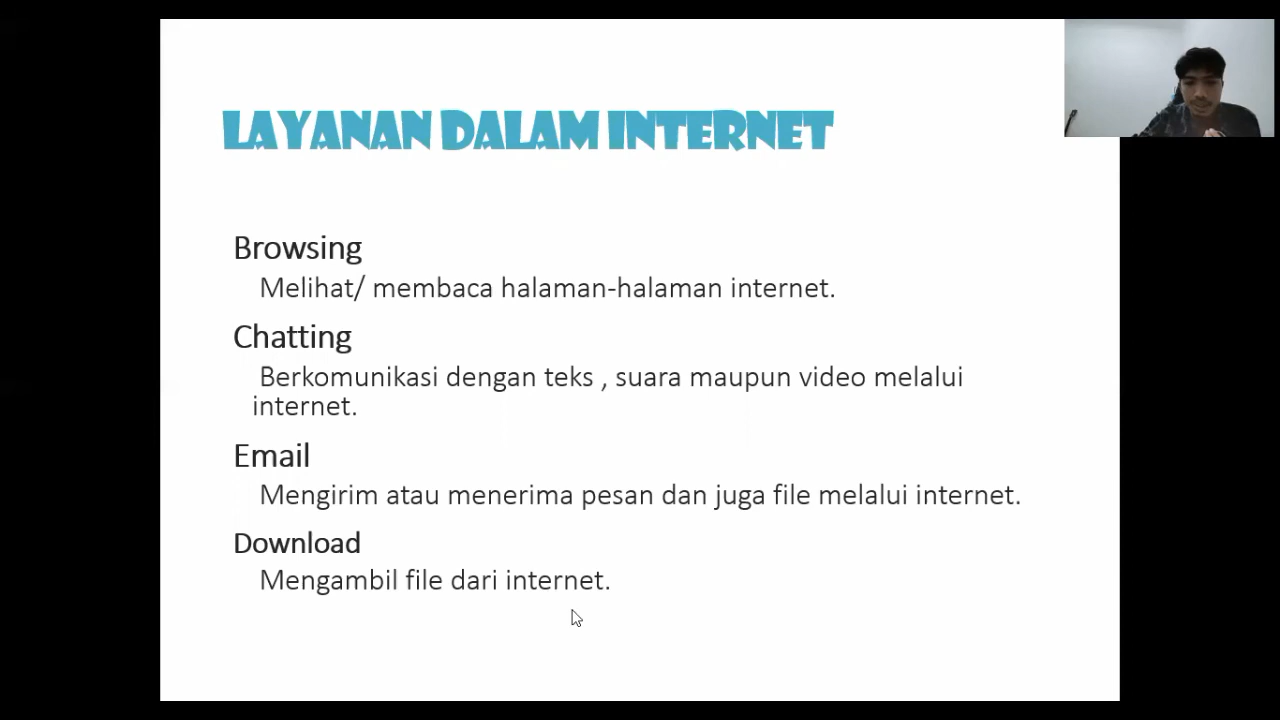 LAYANAN DALAM INTERNET
Browsing
Melihat/ membaca halaman-halaman internet.
Chatting
Berkomunikasi dengan teks , suara maupun video melalui
internet.
Email
Mengirim atau menerima pesan dan juga file melalui internet.
Download
Mengambil file dari internet.